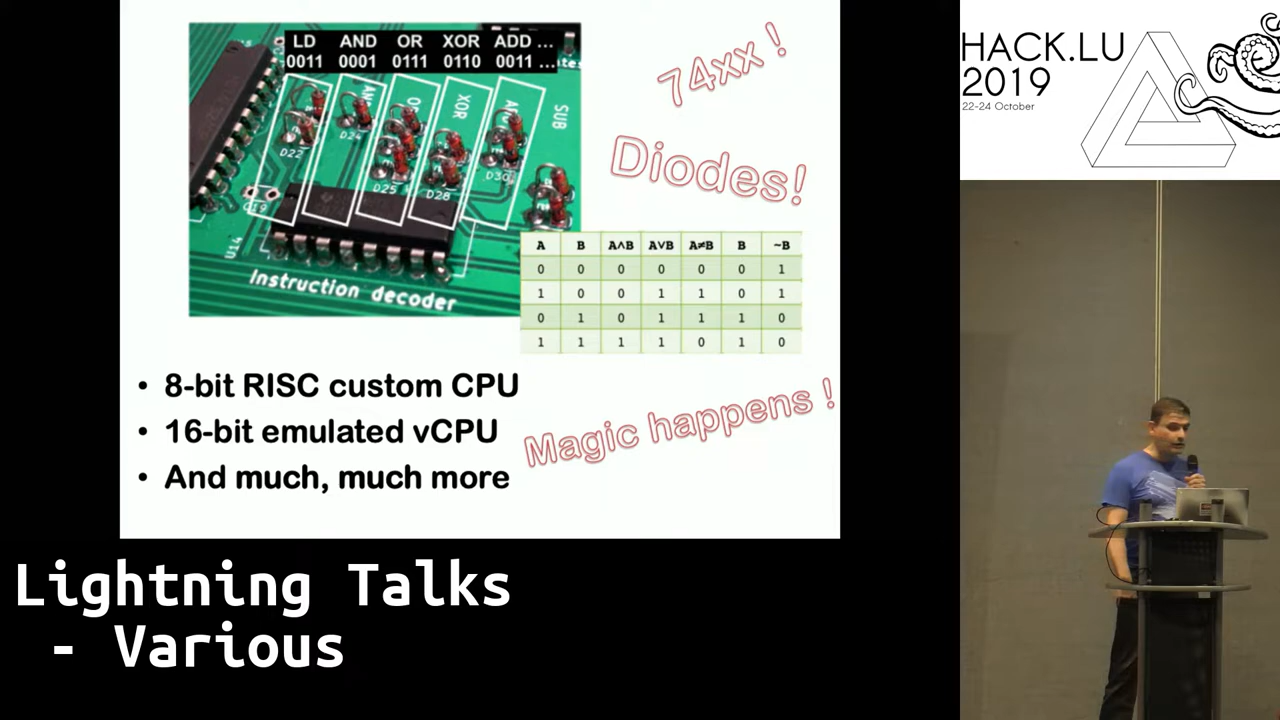 LD AND OR XOR ADD ...
0011 0001 0111 0110 0011 ...
XOR
SUB
D22
D24
D25
D28
D30
U14
Instruction decoder
74xx !
Diodes!
A B A∧B A∨B A≠B B ~B
0 0 0 0 0 0 1
1 0 0 1 1 0 1
0 1 0 1 1 1 0
1 1 1 1 0 1 0
• 8-bit RISC custom CPU
• 16-bit emulated vCPU
• And much, much more
Magic happens !
HACK.LU
2019
22-24 October
Lightning Talks
- Various